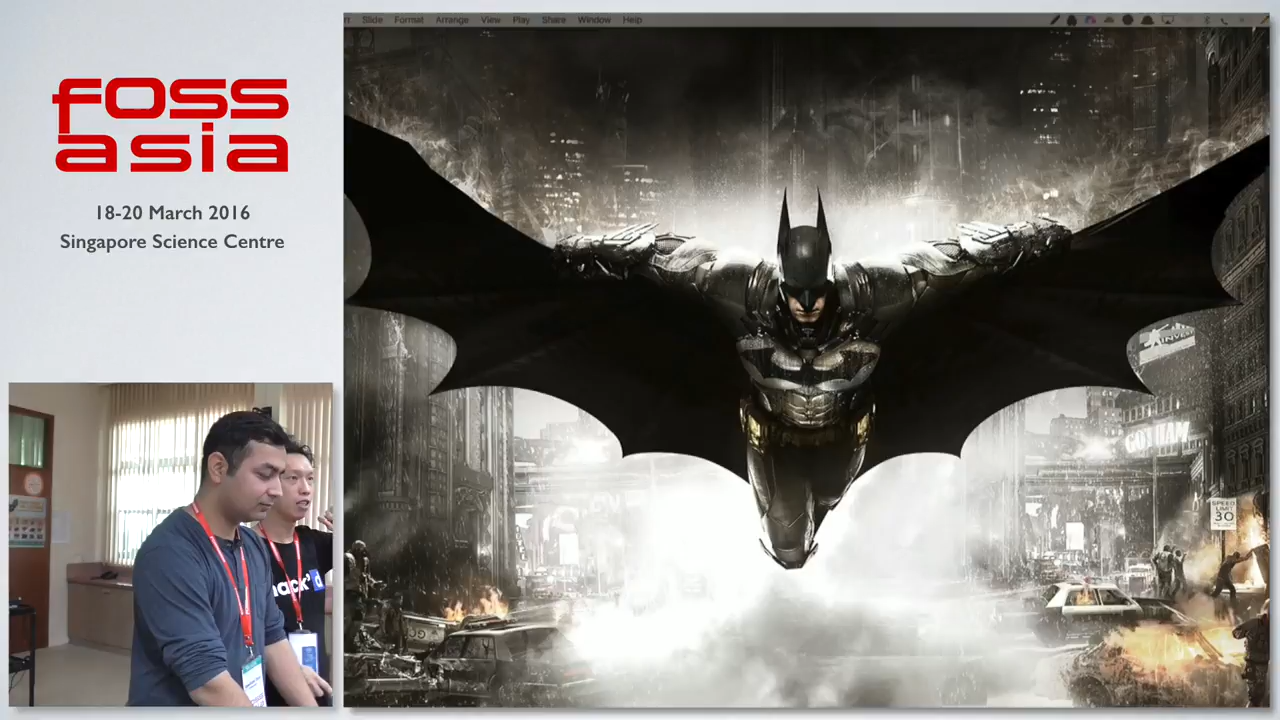 foss
asia
18-20 March 2016
Singapore Science Centre
Slide Format Arrange View Play Share Window Help
GOTHAM
SPEED
LIMIT
30